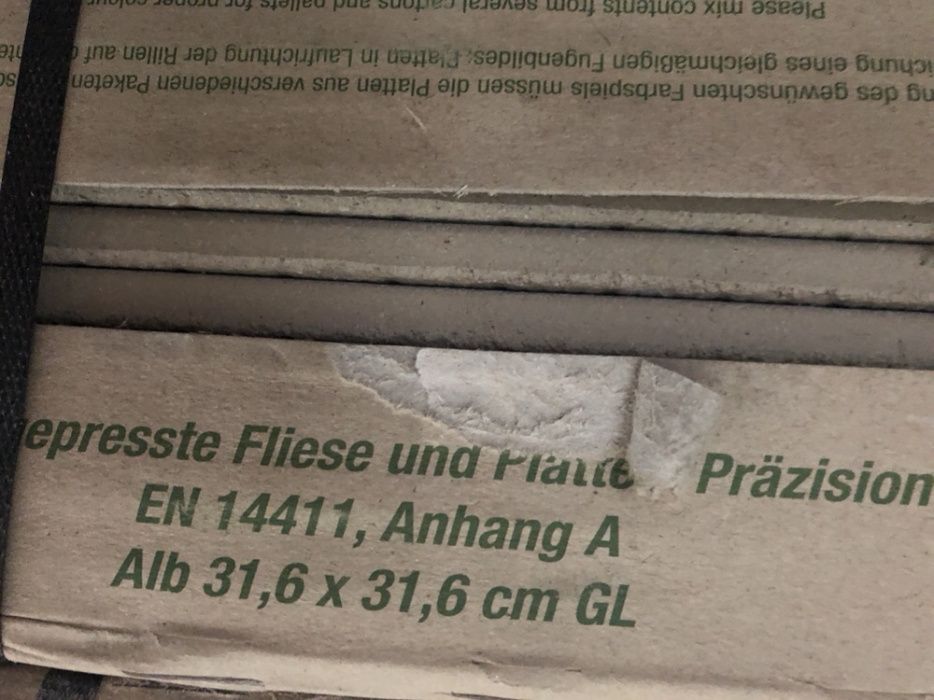 ng des gewünschten Farbspiels müssen die Platten aus verschiedenen Paketen
ichung eines gleichmäßigen Fugenbildes, Platten in Laufrichtung der Rillen auf
Please mix contents from several cartons and pallets for proper colour
epresste Fliese und Platte Präzision
EN 14411, Anhang A
Alb 31,6 x 31,6 cm GL